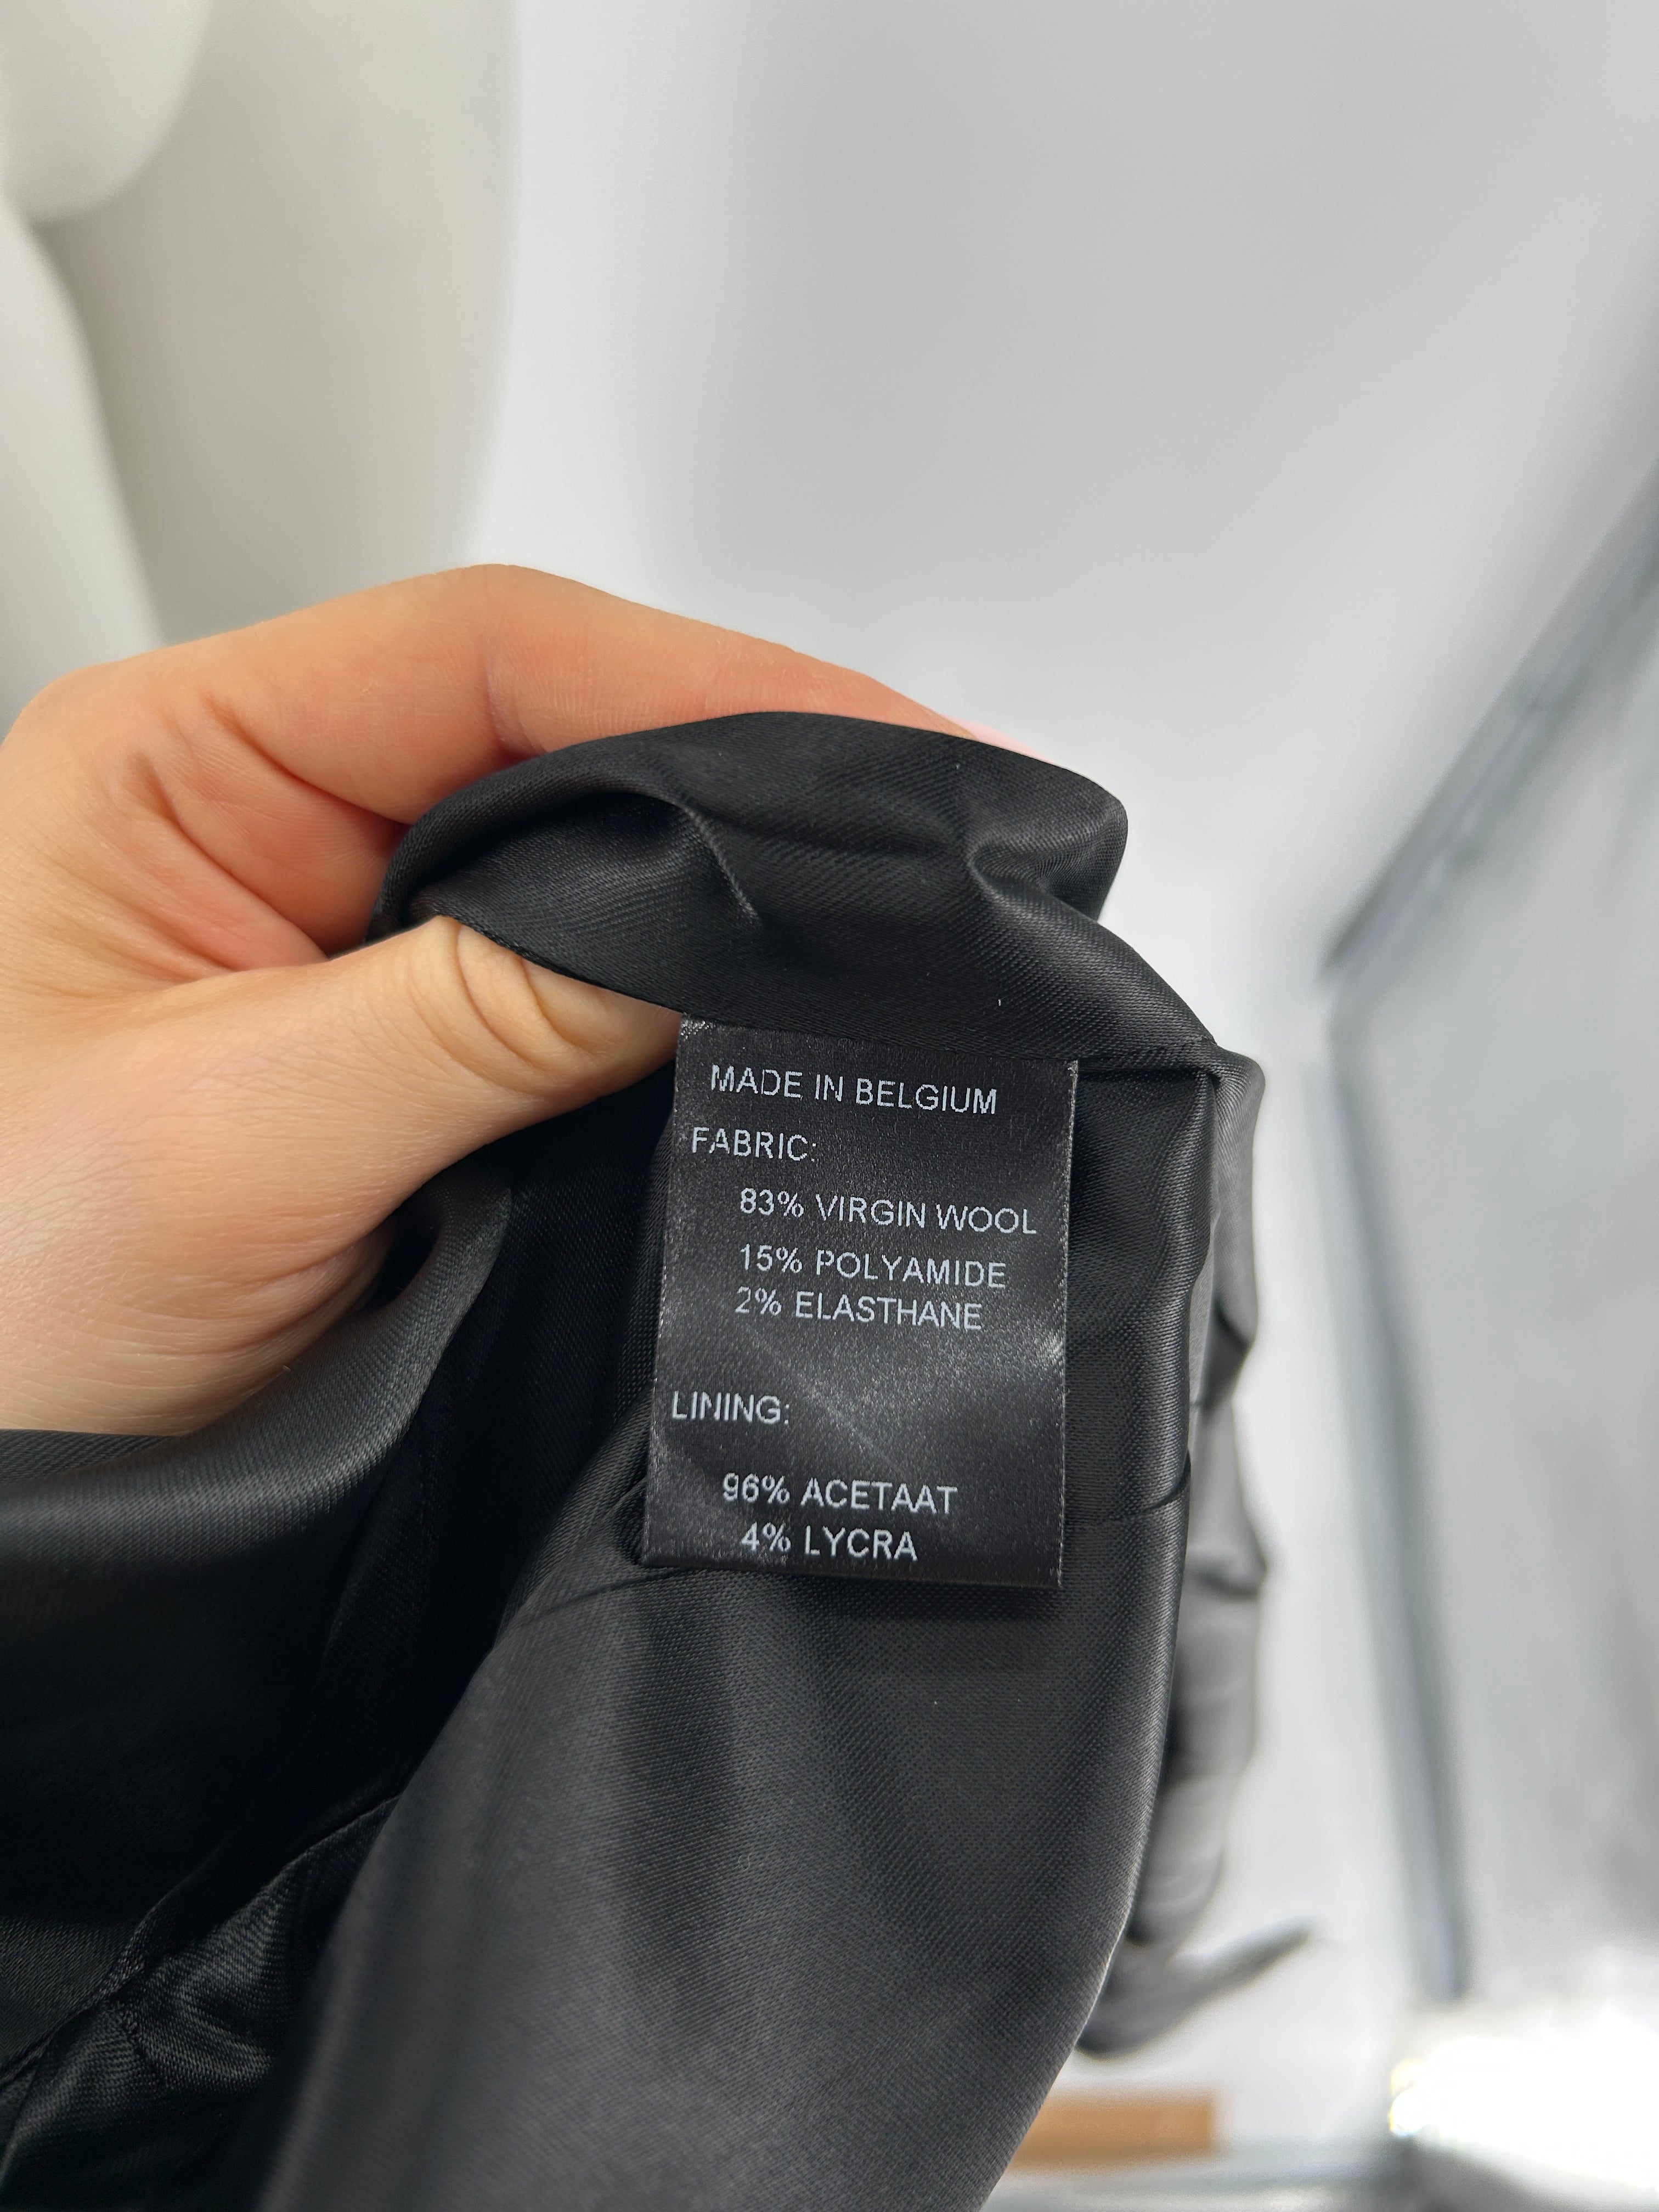 MADE IN BELGIUM
FABRIC:
83% VIRGIN WOOL
15% POLYAMIDE
2% ELASTHANE
LINING:
96% ACETAAT
4% LYCRA